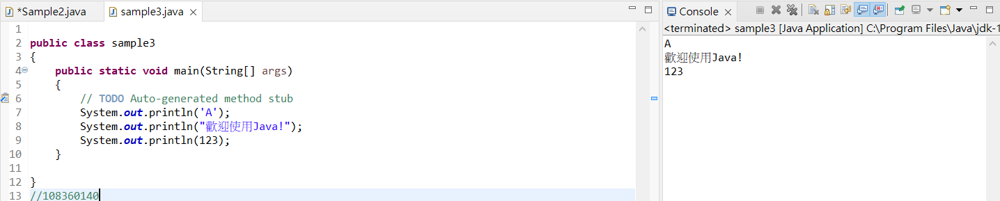 *Sample2.java
sample3.java
1
2 public class sample3
3 {
4 public static void main(String[] args)
5 {
6 // TODO Auto-generated method stub
7 System.out.println('A');
8 System.out.println("歡迎使用Java!");
9 System.out.println(123);
10 }
11
12 }
13 //108360140
Console
<terminated> sample3 [Java Application] C:\Program Files\Java\jdk-1
A
歡迎使用Java!
123